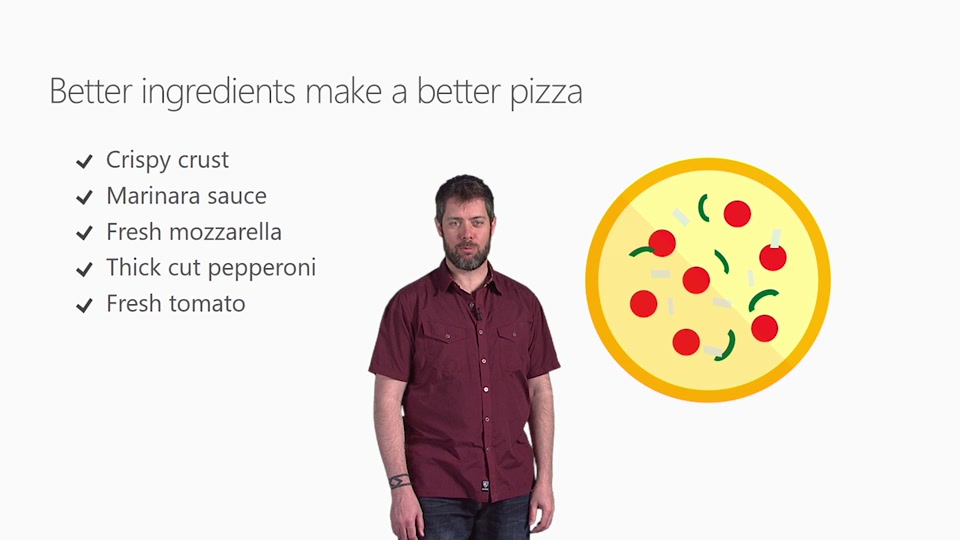 Better ingredients make a better pizza
Crispy crust
Marinara sauce
Fresh mozzarella
Thick cut pepperoni
Fresh tomato